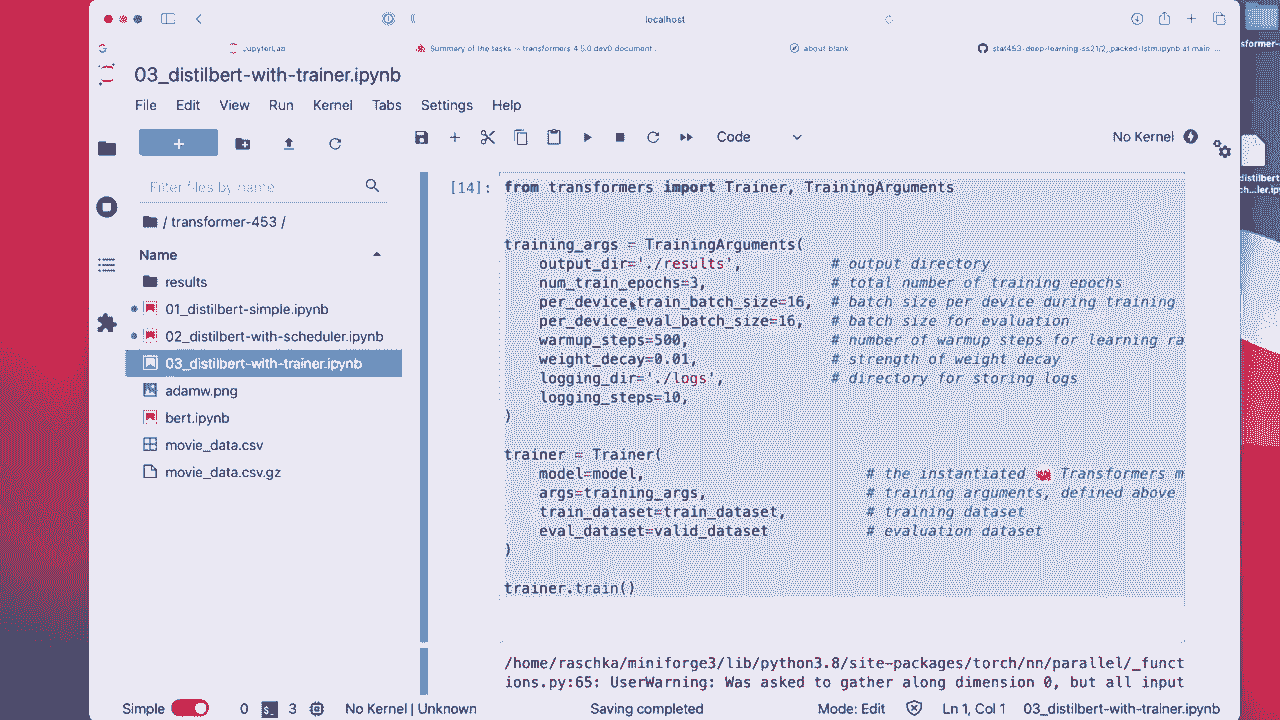 localhost
JupyterLab
Summary of the tasks — transformers 4.5.0.dev0 document...
about:blank
stat453-deep-learning-ss21/2_packed-lstm.ipynb at main ...
03_distilbert-with-trainer.ipynb
File Edit View Run Kernel Tabs Settings Help
Code
No Kernel
Filter files by name
/ transformer-453 /
Name
results
01_distilbert-simple.ipynb
02_distilbert-with-scheduler.ipynb
03_distilbert-with-trainer.ipynb
adamw.png
bert.ipynb
movie_data.csv
movie_data.csv.gz
[14]:
from transformers import Trainer, TrainingArguments
training_args = TrainingArguments(
output_dir='./results', # output directory
num_train_epochs=3, # total number of training epochs
per_device_train_batch_size=16, # batch size per device during training
per_device_eval_batch_size=16, # batch size for evaluation
warmup_steps=500, # number of warmup steps for learning ra
weight_decay=0.01, # strength of weight decay
logging_dir='./logs', # directory for storing logs
logging_steps=10,
)
trainer = Trainer(
model=model, the instantiated 🤗 Transformers m
args=training_args, # training arguments, defined above
train_dataset=train_dataset, # training dataset
eval_dataset=valid_dataset # evaluation dataset
)
trainer.train()
/home/raschka/miniforge3/lib/python3.8/site-packages/torch/nn/parallel/_funct
ions.py:65: UserWarning: Was asked to gather along dimension 0, but all input
Simple 0 3 No Kernel | Unknown Saving completed Mode: Edit Ln 1, Col 1 03_distilbert-with-trainer.ipynb